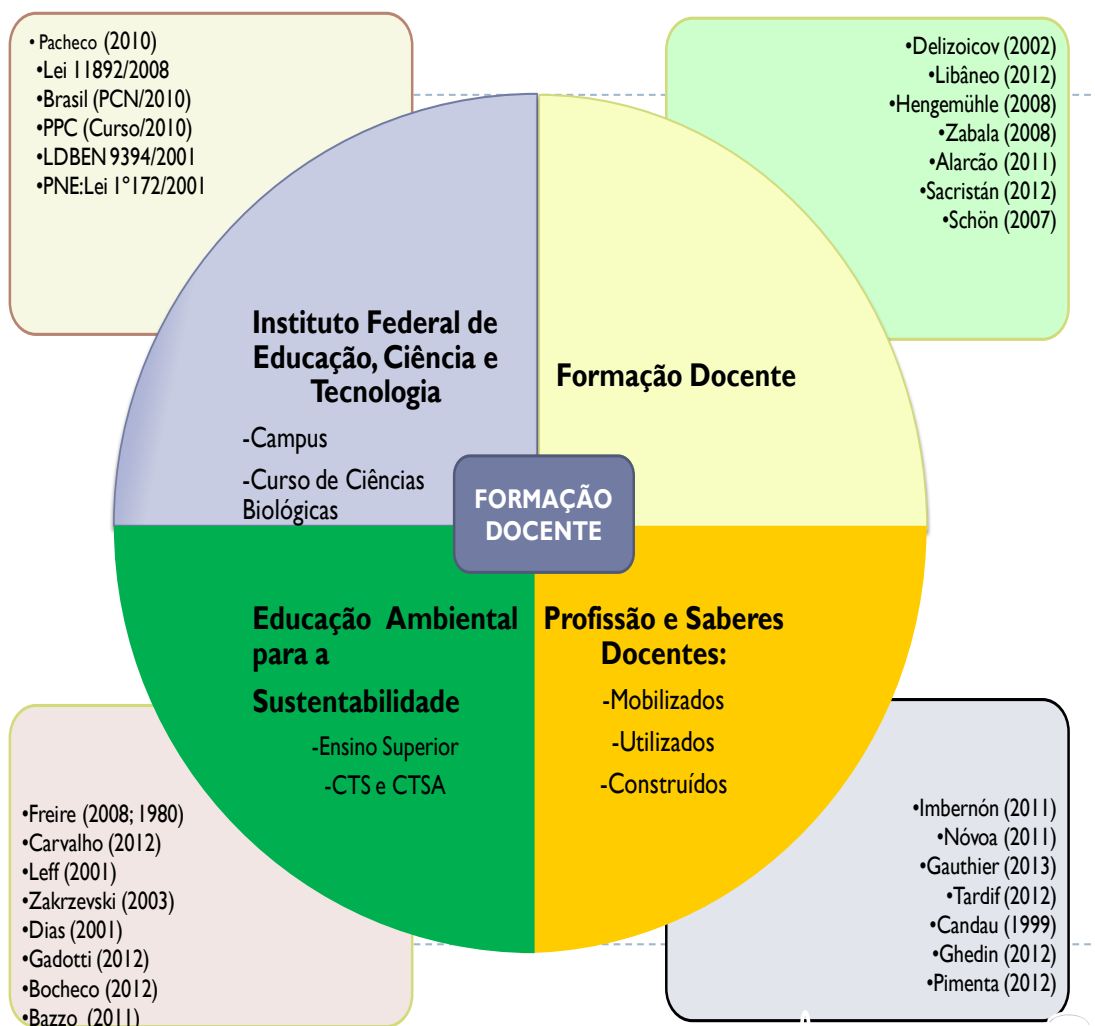 • Pacheco (2010)
•Lei 11892/2008
•Brasil (PCN/2010)
•PPC (Curso/2010)
•LDBEN 9394/2001
•PNE:Lei 1°172/2001
•Delizoicov (2002)
•Libâneo (2012)
•Hengemühle (2008)
•Zabala (2008)
•Alarcão (2011)
•Sacristán (2012)
•Schön (2007)
Instituto Federal de
Educação, Ciência e
Tecnologia
-Campus
-Curso de Ciências
Biológicas
Formação Docente
FORMAÇÃO
DOCENTE
Educação Ambiental
para a
Sustentabilidade
-Ensino Superior
-CTS e CTSA
Profissão e Saberes
Docentes:
-Mobilizados
-Utilizados
-Construídos
•Freire (2008; 1980)
•Carvalho (2012)
•Leff (2001)
•Zakrzevski (2003)
•Dias (2001)
•Gadotti (2012)
•Bocheco (2012)
•Bazzo (2011)
•Imbernón (2011)
•Nóvoa (2011)
•Gauthier (2013)
•Tardif (2012)
•Candau (1999)
•Ghedin (2012)
•Pimenta (2012)